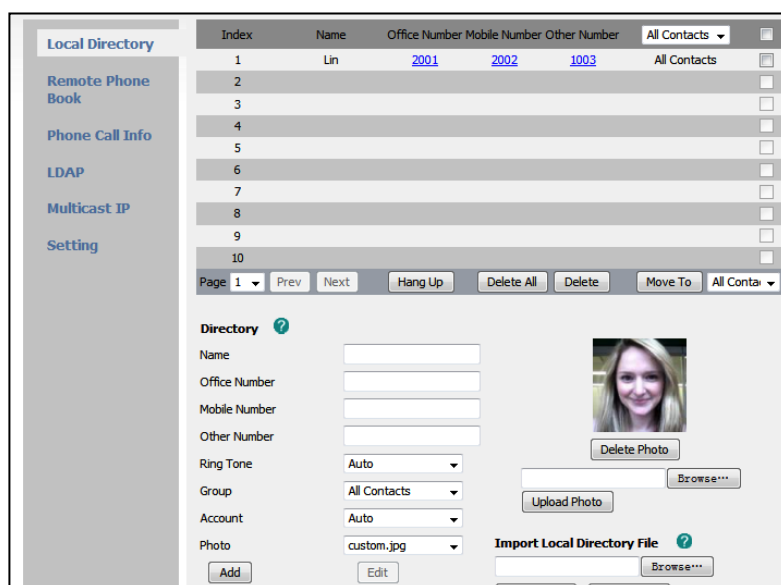 Local Directory
Remote Phone
Book
Phone Call Info
LDAP
Multicast IP
Setting
Index Name Office Number Mobile Number Other Number All Contacts
1 Lin 2001 2002 1003 All Contacts
2
3
4
5
6
7
8
9
10
Page 1 Prev Next Hang Up Delete All Delete Move To All Conta
Directory ?
Name
Office Number
Mobile Number
Other Number
Ring Tone Auto
Group All Contacts
Account Auto
Photo custom.jpg
Add Edit
Delete Photo
Browse...
Upload Photo
Import Local Directory File ?
Browse...